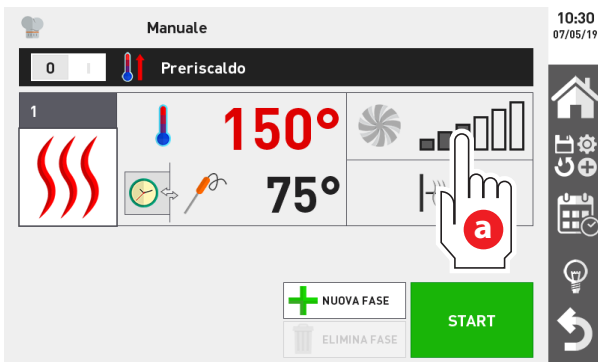 Manuale
10:30
07/05/19
0 I Preriscaldo
1
150°
75°
a
NUOVA FASE
ELIMINA FASE
START